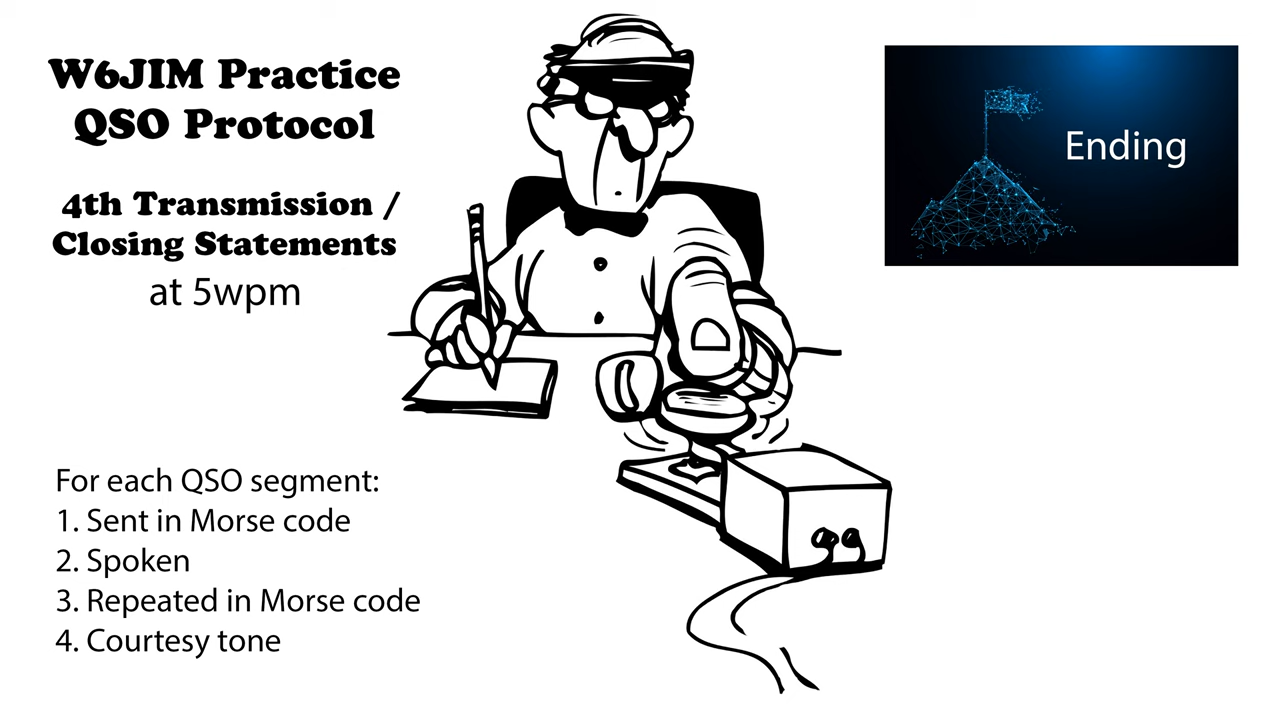 W6JIM Practice
QSO Protocol
4th Transmission /
Closing Statements
at 5wpm
Ending
For each QSO segment:
1. Sent in Morse code
2. Spoken
3. Repeated in Morse code
4. Courtesy tone